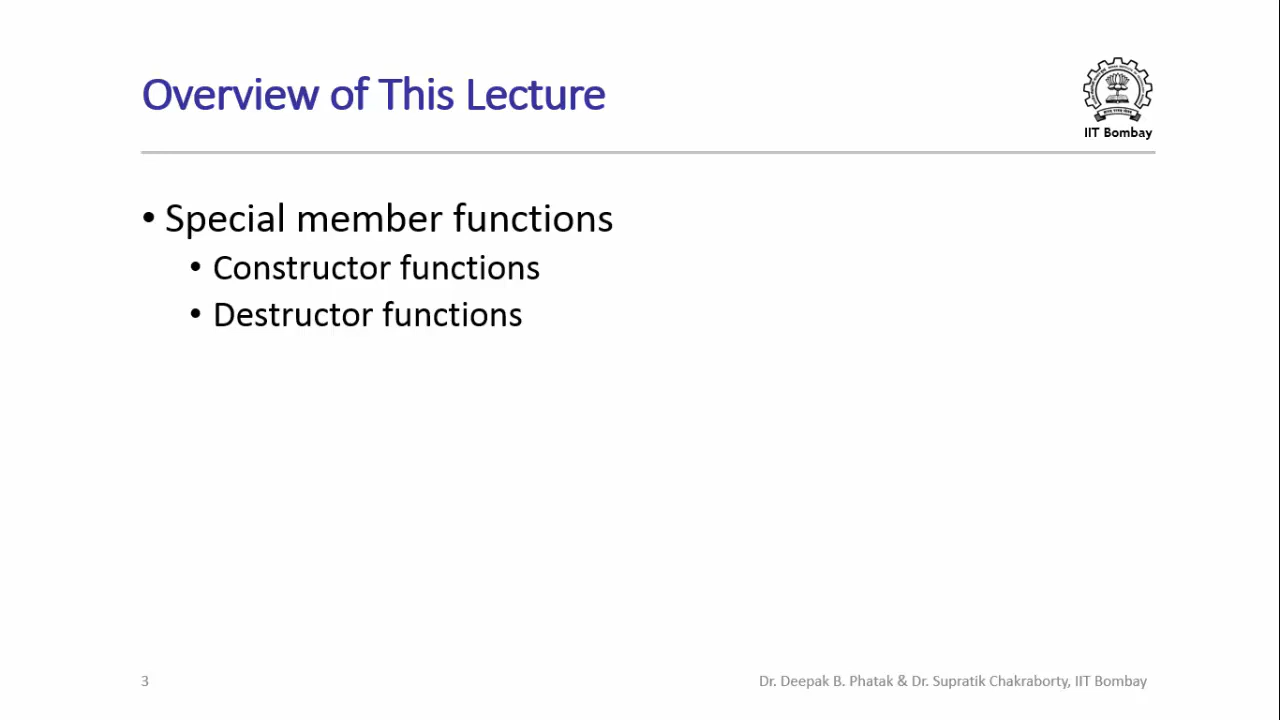 Overview of This Lecture
IIT Bombay
• Special member functions
• Constructor functions
• Destructor functions
3
Dr. Deepak B. Phatak & Dr. Supratik Chakraborty, IIT Bombay